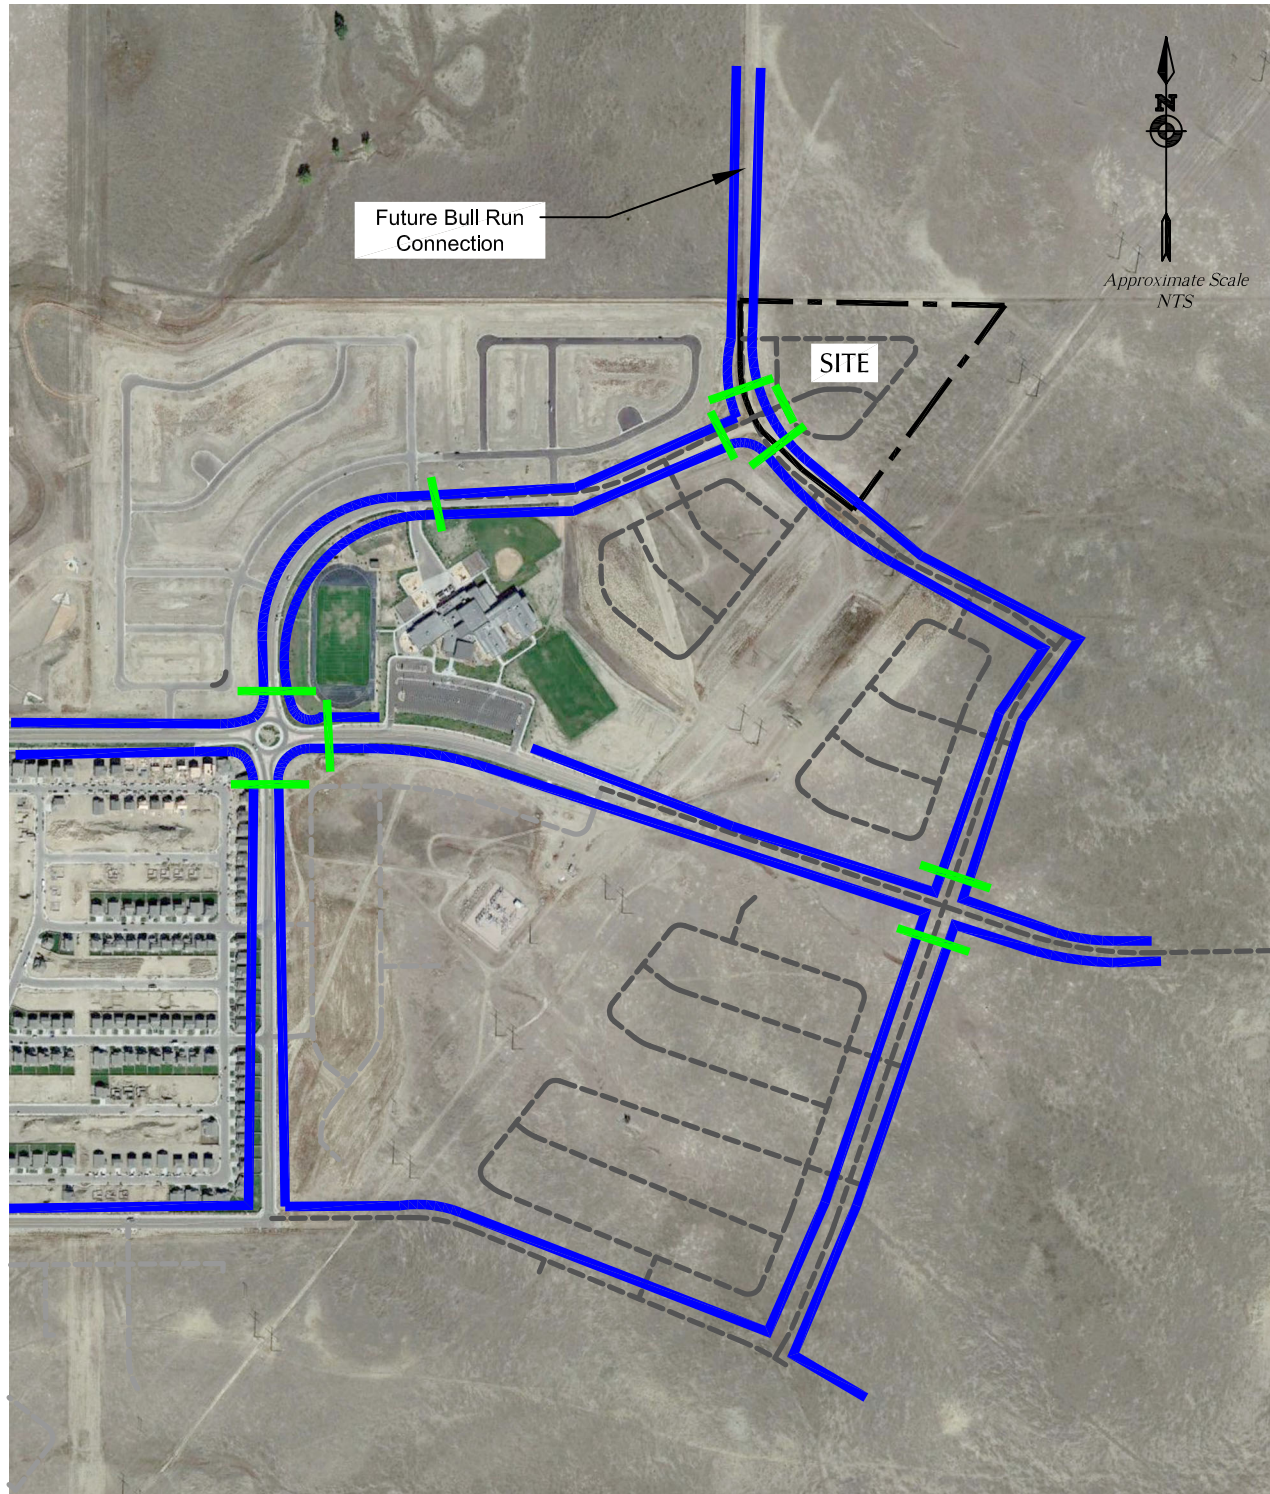 N
Future Bull Run
Connection
Approximate Scale
NTS
SITE